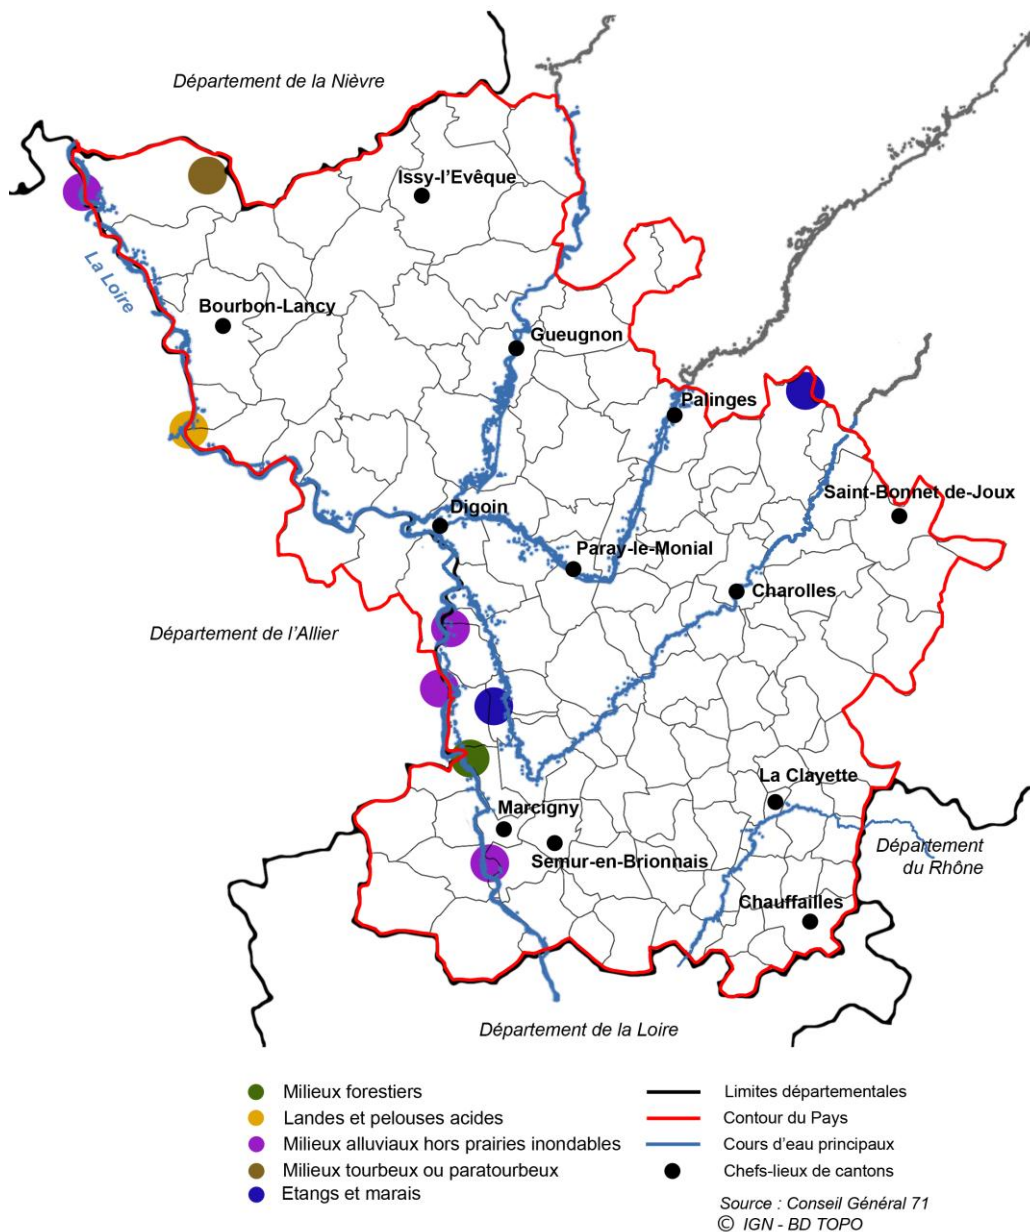 Département de la Nièvre
Issy-l'Evêque
La Loire
Bourbon-Lancy
Gueugnon
Palinges
Saint-Bonnet de-Joux
Digoin
Paray-le-Monial
Charolles
Département de l'Allier
La Clayette
Marcigny
Semur-en-Brionnais
Département
du Rhône
Chauffailles
Département de la Loire
Milieux forestiers
Landes et pelouses acides
Milieux alluviaux hors prairies inondables
Milieux tourbeux ou paratourbeux
Etangs et marais
Limites départementales
Contour du Pays
Cours d'eau principaux
Chefs-lieux de cantons
Source : Conseil Général 71
© IGN - BD TOPO